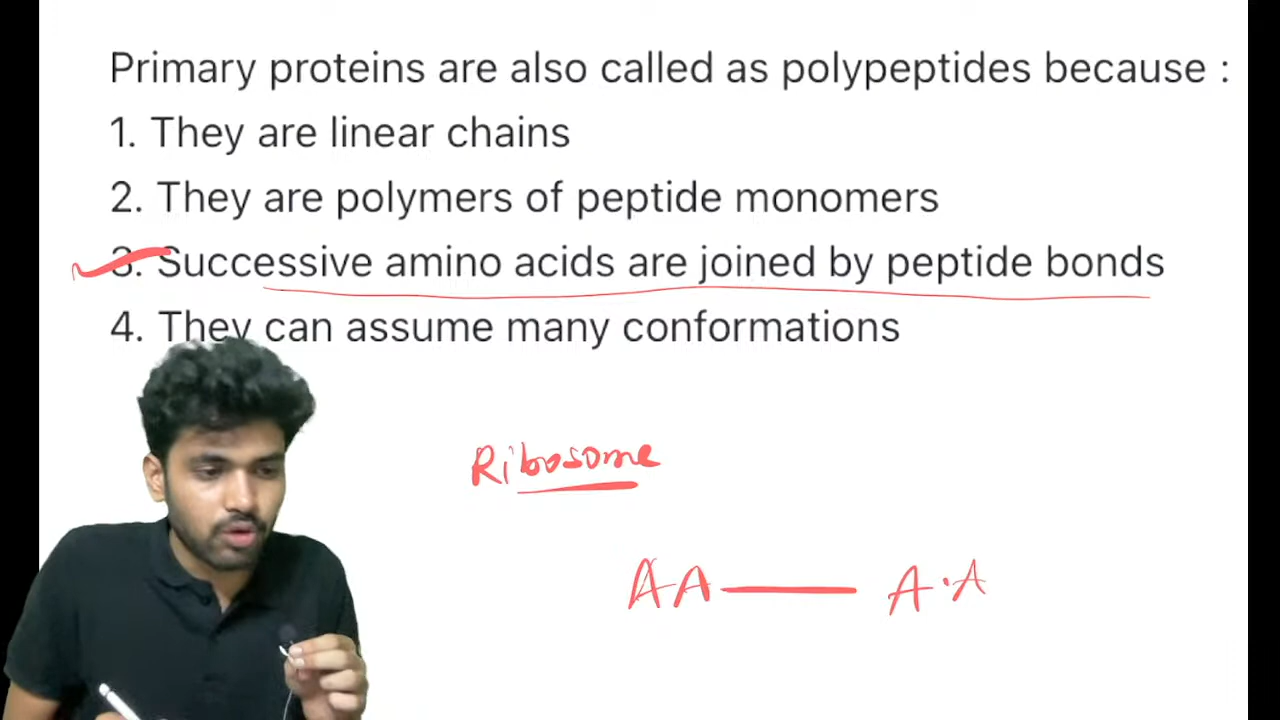 Primary proteins are also called as polypeptides because :
1. They are linear chains
2. They are polymers of peptide monomers
3. Successive amino acids are joined by peptide bonds
4. They can assume many conformations
Ribosome
AA — A.A